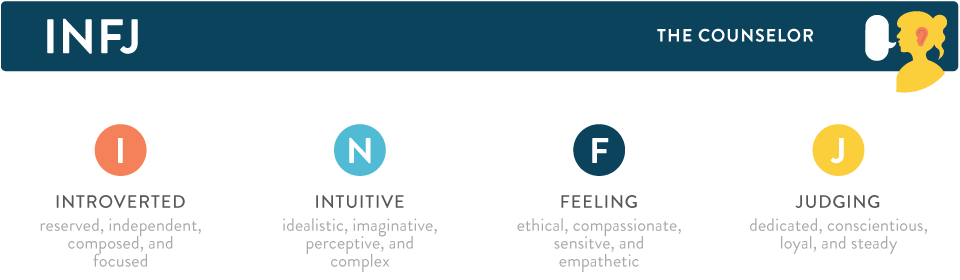 INFJ
THE COUNSELOR
I
INTROVERTED
reserved, independent,
composed, and
focused
N
INTUITIVE
idealistic, imaginative,
perceptive, and
complex
F
FEELING
ethical, compassionate,
sensitve, and
empathetic
J
JUDGING
dedicated, conscientious,
loyal, and steady